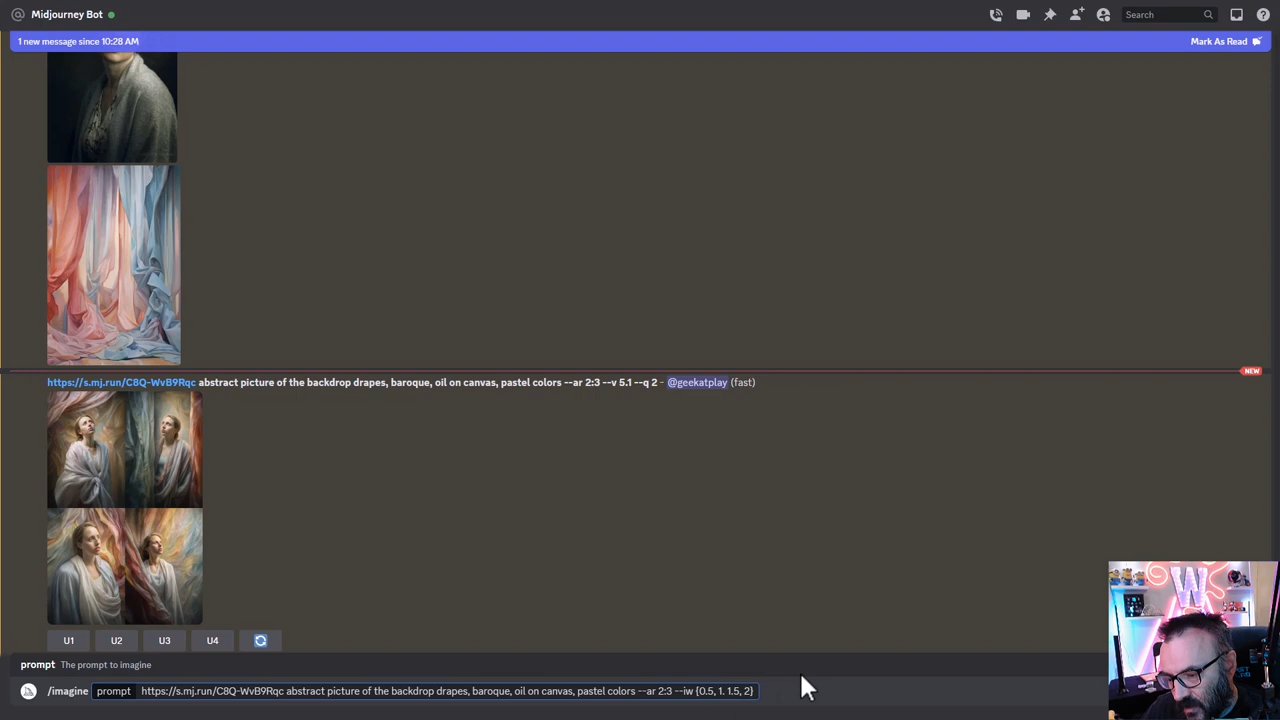 Midjourney Bot
Search
1 new message since 10:28 AM
Mark As Read
NEW
https://s.mj.run/C8Q-WvB9Rqc abstract picture of the backdrop drapes, baroque, oil on canvas, pastel colors --ar 2:3 --v 5.1 --q 2 - @geekatplay (fast)
U1 U2 U3 U4
prompt The prompt to imagine
/imagine prompt https://s.mj.run/C8Q-WvB9Rqc abstract picture of the backdrop drapes, baroque, oil on canvas, pastel colors --ar 2:3 --iw {0.5, 1. 1.5, 2}
W